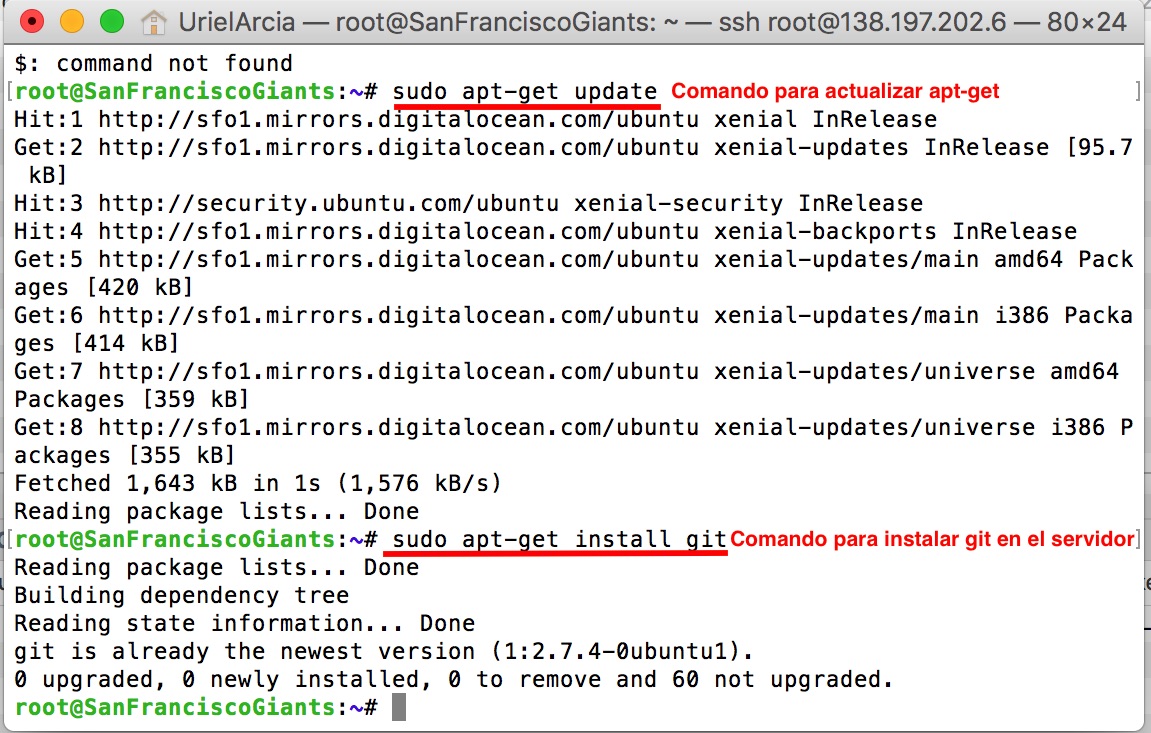 UrielArcia — root@SanFranciscoGiants: ~ — ssh root@138.197.202.6 — 80×24
$: command not found
[root@SanFranciscoGiants:~# sudo apt-get update Comando para actualizar apt-get ]
Hit:1 http://sfo1.mirrors.digitalocean.com/ubuntu xenial InRelease
Get:2 http://sfo1.mirrors.digitalocean.com/ubuntu xenial-updates InRelease [95.7
kB]
Hit:3 http://security.ubuntu.com/ubuntu xenial-security InRelease
Hit:4 http://sfo1.mirrors.digitalocean.com/ubuntu xenial-backports InRelease
Get:5 http://sfo1.mirrors.digitalocean.com/ubuntu xenial-updates/main amd64 Pack
ages [420 kB]
Get:6 http://sfo1.mirrors.digitalocean.com/ubuntu xenial-updates/main i386 Packa
ges [414 kB]
Get:7 http://sfo1.mirrors.digitalocean.com/ubuntu xenial-updates/universe amd64
Packages [359 kB]
Get:8 http://sfo1.mirrors.digitalocean.com/ubuntu xenial-updates/universe i386 P
ackages [355 kB]
Fetched 1,643 kB in 1s (1,576 kB/s)
Reading package lists... Done
[root@SanFranciscoGiants:~# sudo apt-get install git Comando para instalar git en el servidor]
Reading package lists... Done
Building dependency tree
Reading state information... Done
git is already the newest version (1:2.7.4-0ubuntu1).
0 upgraded, 0 newly installed, 0 to remove and 60 not upgraded.
root@SanFranciscoGiants:~#